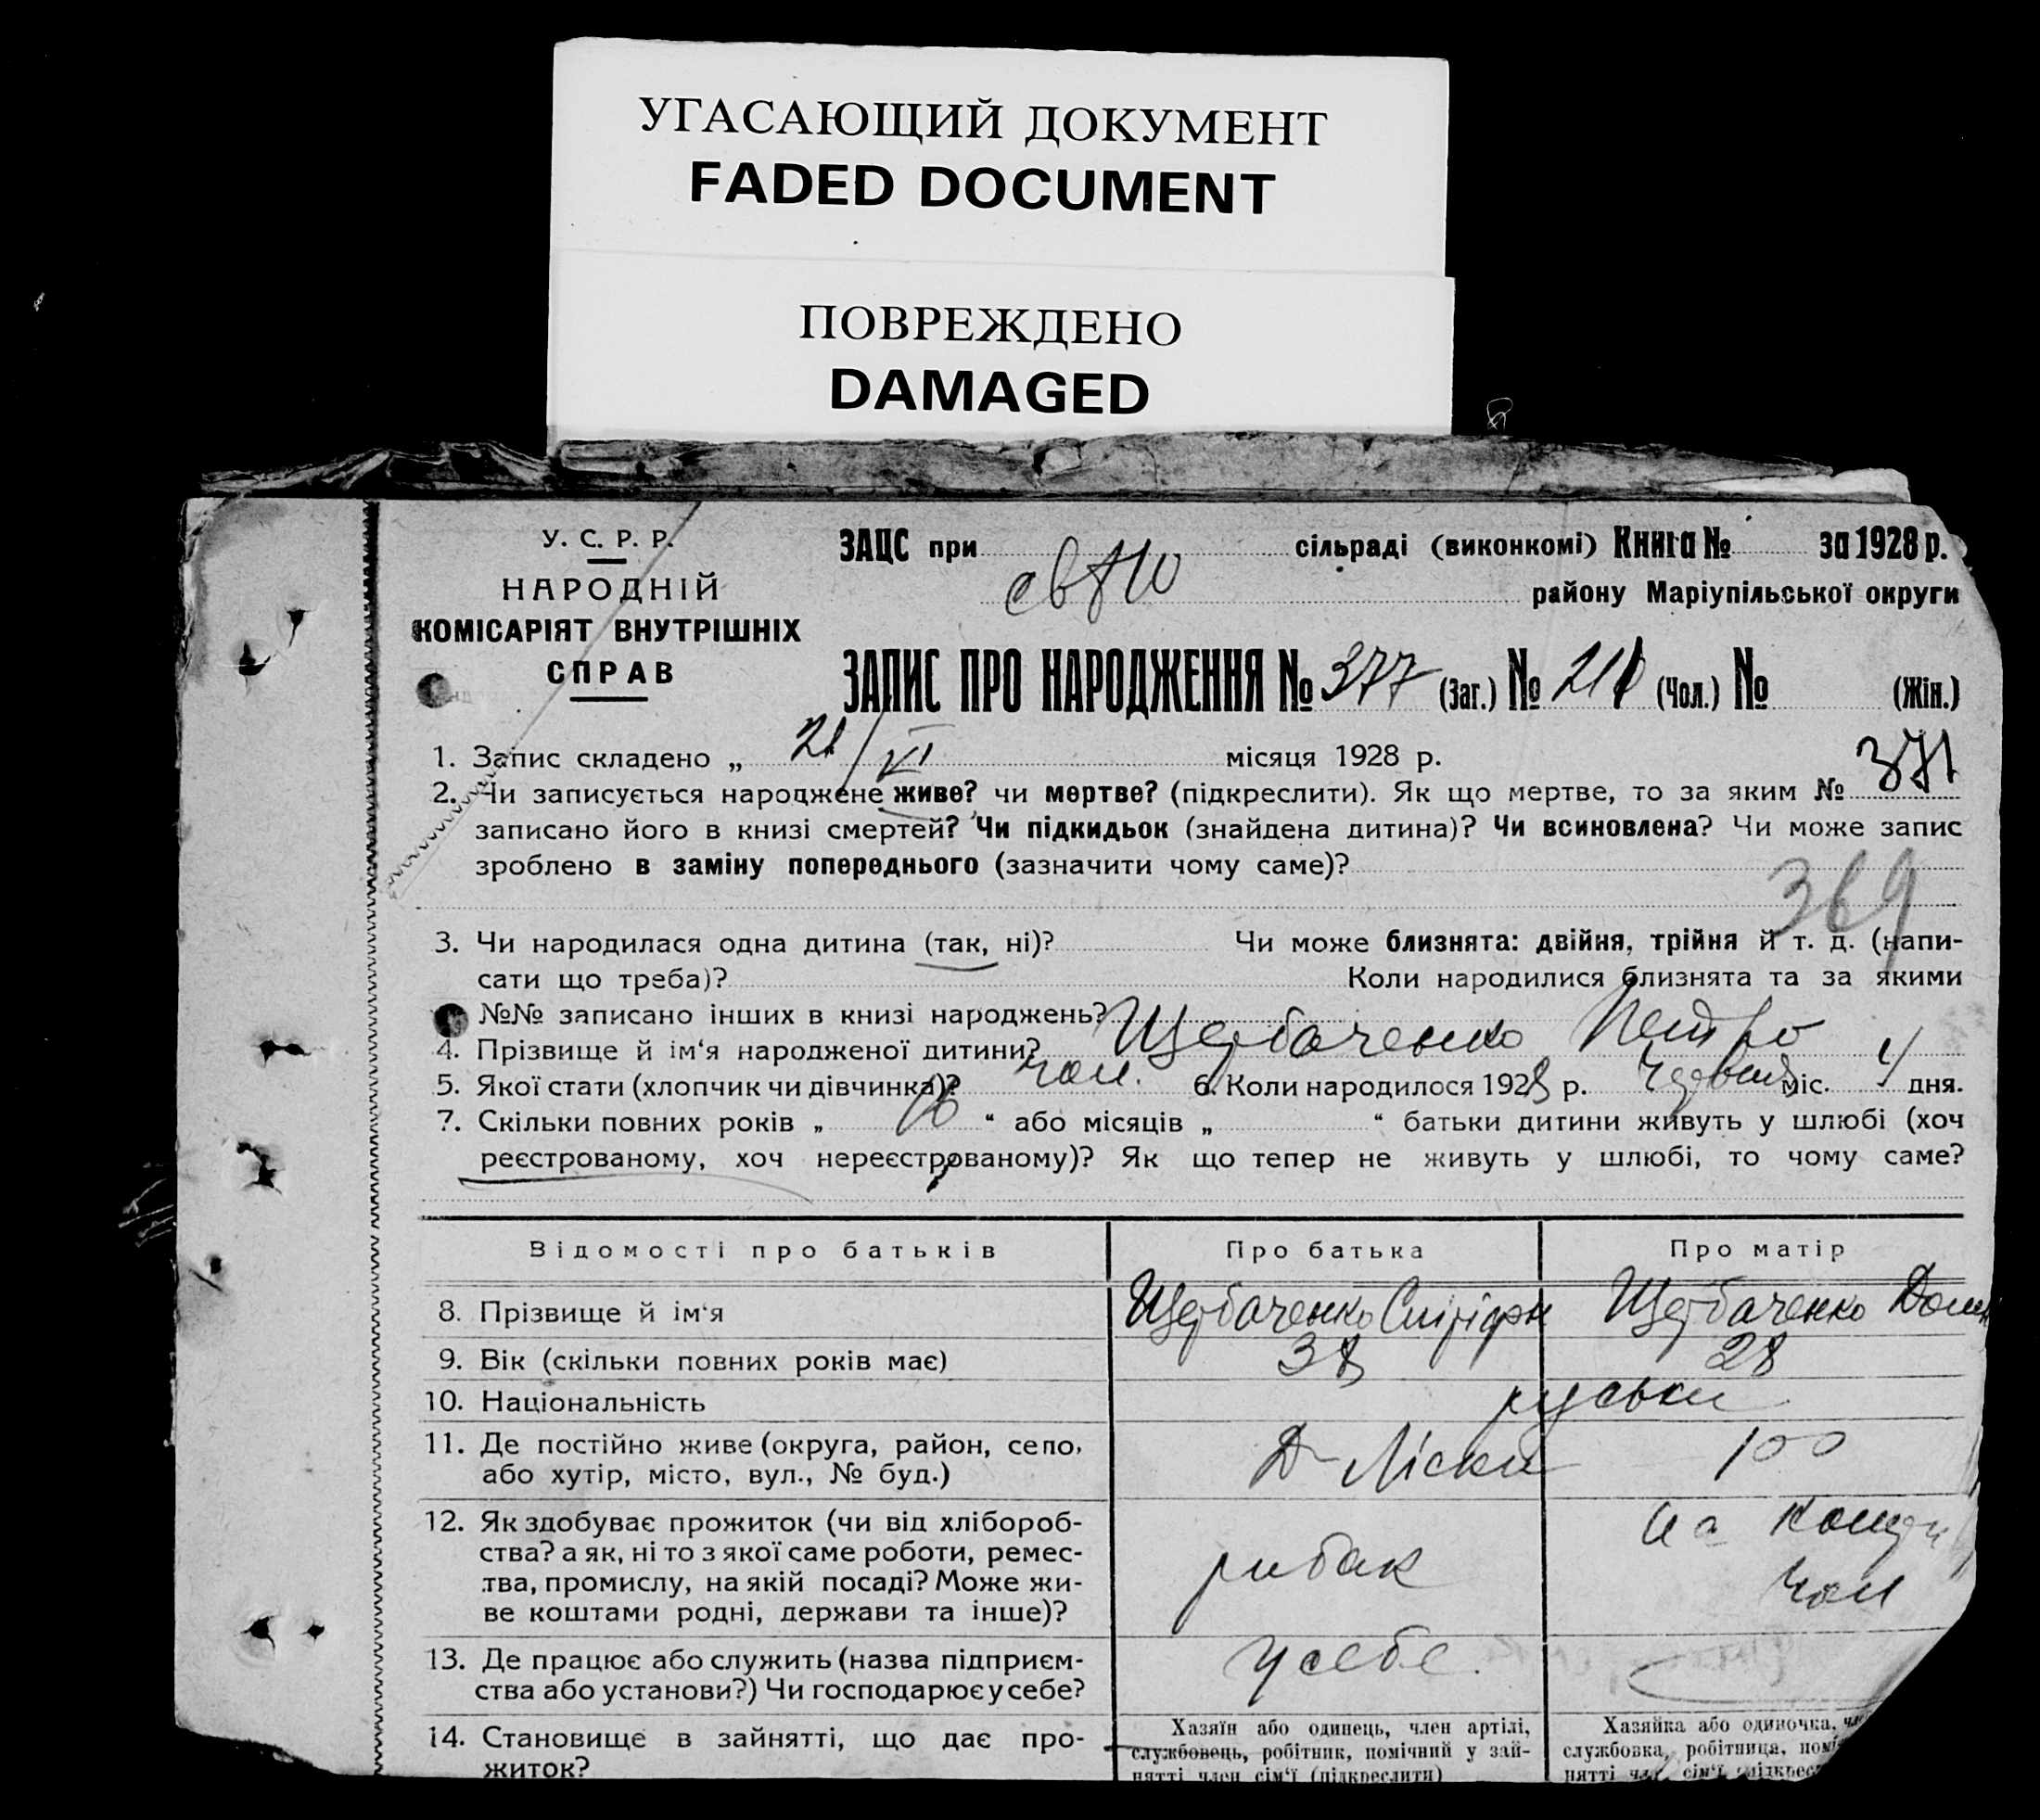 УГАСАЮЩИЙ ДОКУМЕНТ
FADED DOCUMENT
ПОВРЕЖДЕНО
DAMAGED
У. С. Р. Р.
НАРОДНІЙ
КОМІСАРІЯТ ВНУТРІШНІХ
СПРАВ
ЗАЦС при сільраді (виконкомі) Книга № за 1928 р.
району Маріупільської округи
ЗАПИС ПРО НАРОДЖЕННЯ № 377 (Заг.) № (Чол.) № (Жін.)
1. Запис складено „ 21/VI місяця 1928 р.
371
2. Чи записується народжене живе? чи мертве? (підкреслити). Як що мертве, то за яким №
записано його в книзі смертей? Чи підкидьок (знайдена дитина)? Чи всиновлена? Чи може запис
зроблено в заміну попереднього (зазначити чому саме)?
369
3. Чи народилася одна дитина (так, ні)? Чи може близнята: двійня, трійня й т. д. (напи-
сати що треба)? Коли народилися близнята та за якими
№№ записано інших в книзі народжень?
4. Прізвище й ім‘я народженої дитини? Щербаченко Петро
5. Якої стати (хлопчик чи дівчинка)? чол. 6. Коли народилося 1928 р. червня міс. 4 дня.
7. Скільки повних років „ “ або місяців „ “ батьки дитини живуть у шлюбі (хоч
реєстрованому, хоч нереєстрованому)? Як що тепер не живуть у шлюбі, то чому саме?
Відомості про батьків Про батька Про матір
8. Прізвище й ім‘я Щербаченко Спірідон Щербаченко
9. Вік (скільки повних років має) 38 28
10. Національність руськи
11. Де постійно живе (округа, район, село, Д- Ліски 100
або хутір, місто, вул., № буд.)
12. Як здобуває прожиток (чи від хлібороб-
ства? а як, ні то з якої саме роботи, ремес-
тва, промислу, на якій посаді? Може жи-
ве коштами родні, держави та інше)?
рибак
на
чол
13. Де працює або служить (назва підприєм-
ства або установи?) Чи господарює у себе?
у себе.
14. Становище в зайнятті, що дає про-
житок?
Хазяїн або одинець, член артілі,
службовець, робітник, помічний у зай-
нятті член сім‘ї (підкреслити)
Хазяйка або одиночка,
службовка, робітниця,
нятті сім‘ї